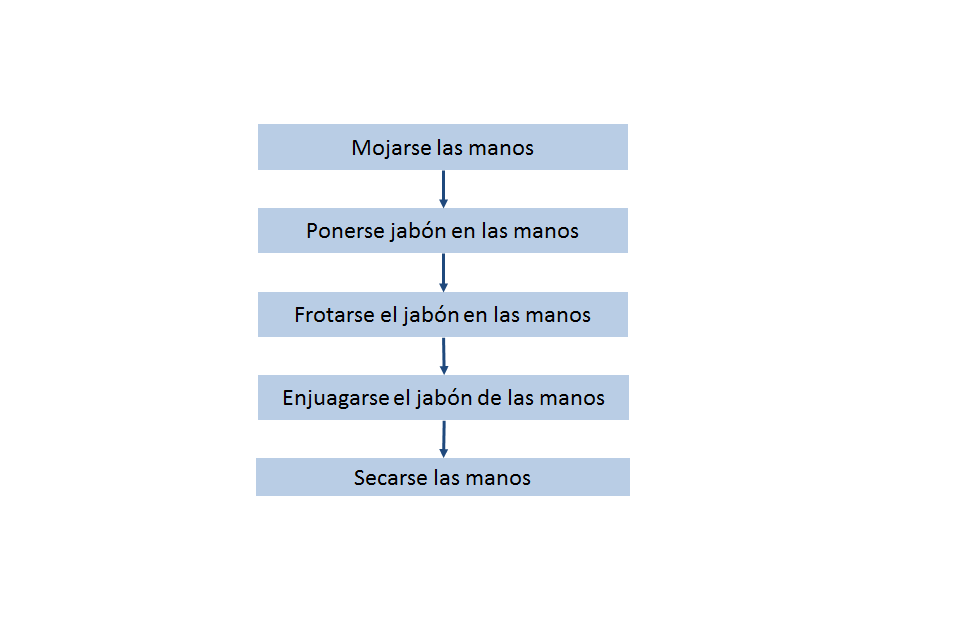 Mojarse las manos
Ponerse jabón en las manos
Frotarse el jabón en las manos
Enjuagarse el jabón de las manos
Secarse las manos